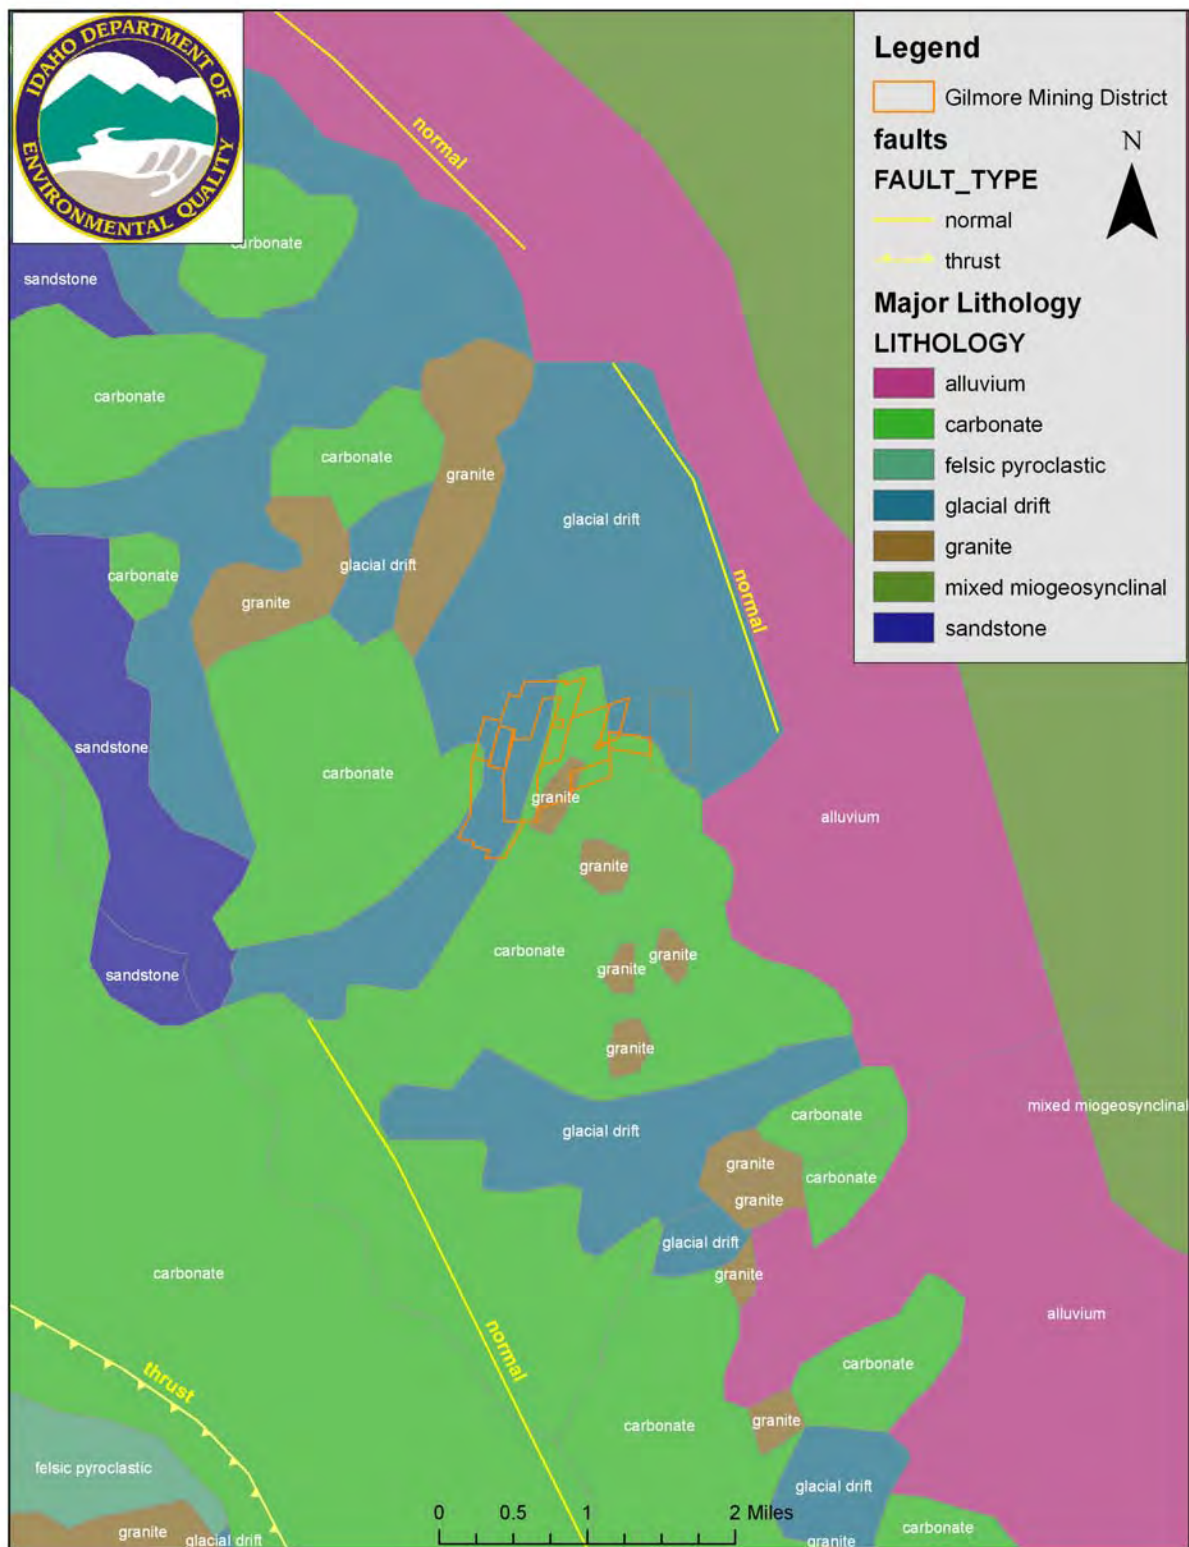 IDAHO DEPARTMENT OF
ENVIRONMENTAL QUALITY
Legend
Gilmore Mining District
faults
N
FAULT_TYPE
normal
thrust
Major Lithology
LITHOLOGY
alluvium
carbonate
felsic pyroclastic
glacial drift
granite
mixed miogeosynclinal
sandstone
normal
carbonate
sandstone
carbonate
carbonate
granite
glacial drift
glacial drift
carbonate
granite
normal
sandstone
carbonate
granite
alluvium
granite
carbonate
granite
granite
sandstone
granite
mixed miogeosynclinal
carbonate
glacial drift
granite
carbonate
granite
glacial drift
carbonate
granite
alluvium
normal
carbonate
thrust
carbonate
granite
felsic pyroclastic
glacial drift
0 0.5 1 2 Miles
carbonate
granite
glacial drift
granite